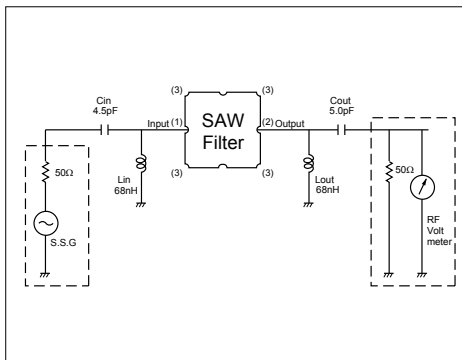 Cin
4.5pF
Cout
5.0pF
(3)
(3)
SAW
Filter
Input
(1)
(2)
Output
(3)
(3)
50Ω
Lin
68nH
Lout
68nH
50Ω
S.S.G
RF
Volt
meter